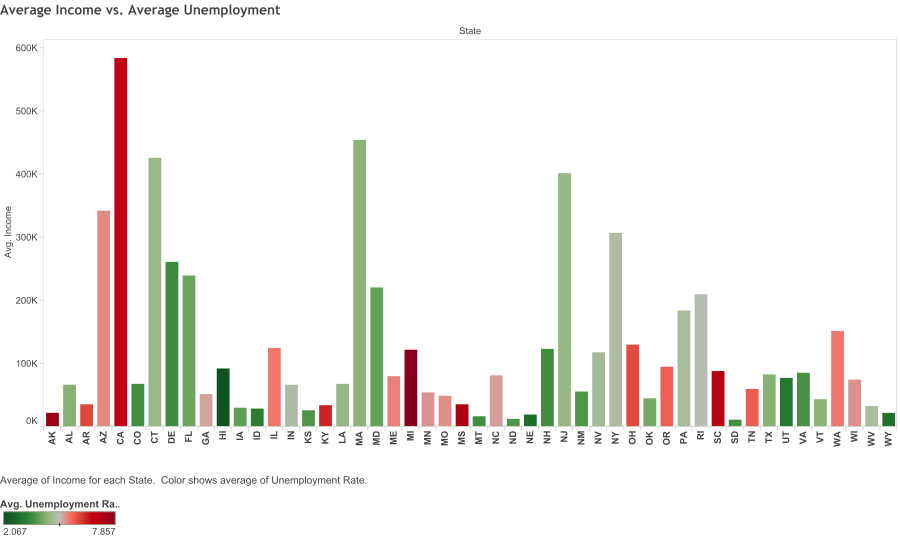 Average Income vs. Average Unemployment
State
600K
500K
400K
300K
200K
100K
0K
Avg. Income
AK AL AR AZ CA CO CT DE FL GA HI IA ID IL IN KS KY LA MA MD ME MI MN MO MS MT NC ND NE NH NJ NM NV NY OH OK OR PA RI SC SD TN TX UT VA VT WA WI WV WY
Average of Income for each State. Color shows average of Unemployment Rate.
Avg. Unemployment Ra..
2.067 7.857